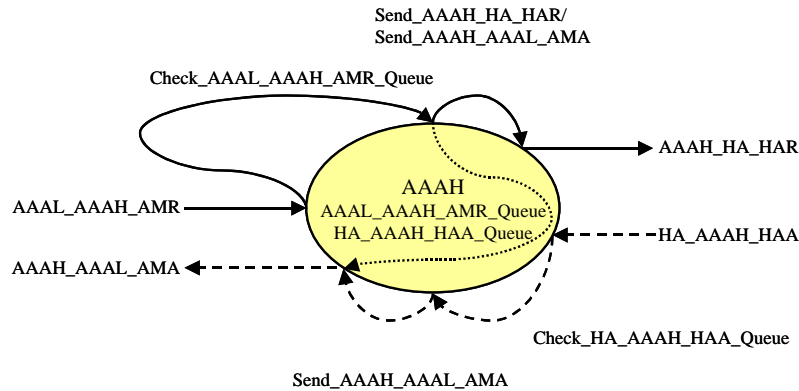 Send_AAAH_HA_HAR/
Send_AAAH_AAAL_AMA
Check_AAAL_AAAH_AMR_Queue
AAAH_HA_HAR
AAAH
AAAL_AAAH_AMR
AAAL_AAAH_AMR_Queue
HA_AAAH_HAA_Queue
HA_AAAH_HAA
AAAH_AAAL_AMA
Check_HA_AAAH_HAA_Queue
Send_AAAH_AAAL_AMA